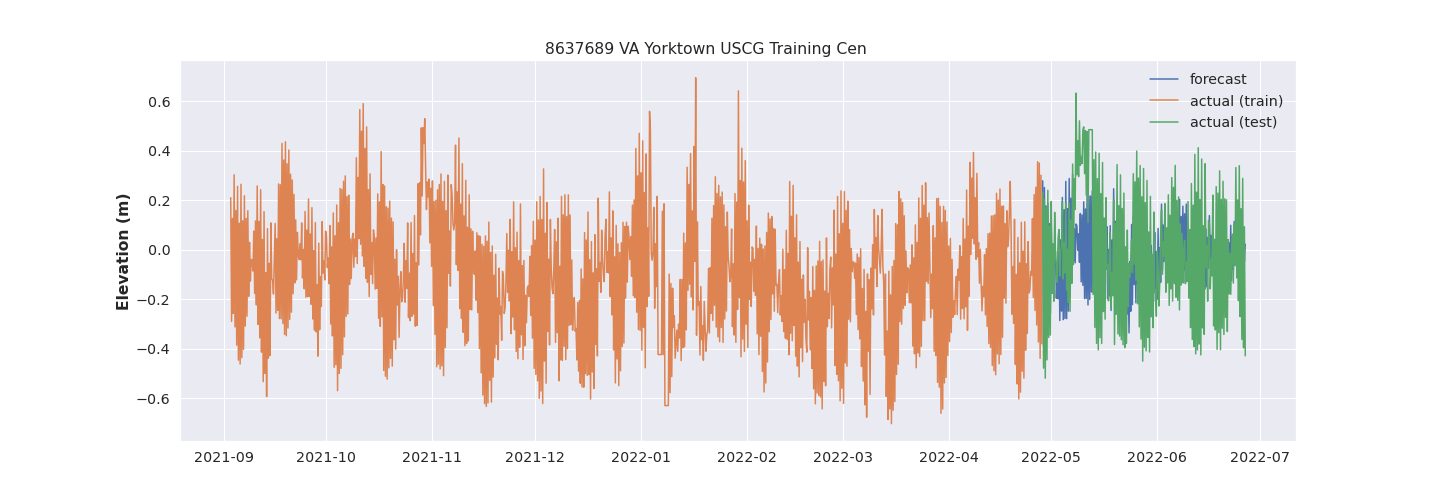 8637689 VA Yorktown USCG Training Cen
forecast
actual (train)
actual (test)
Elevation (m)
0.6
0.4
0.2
0.0
−0.2
−0.4
−0.6
2021-09 2021-10 2021-11 2021-12 2022-01 2022-02 2022-03 2022-04 2022-05 2022-06 2022-07